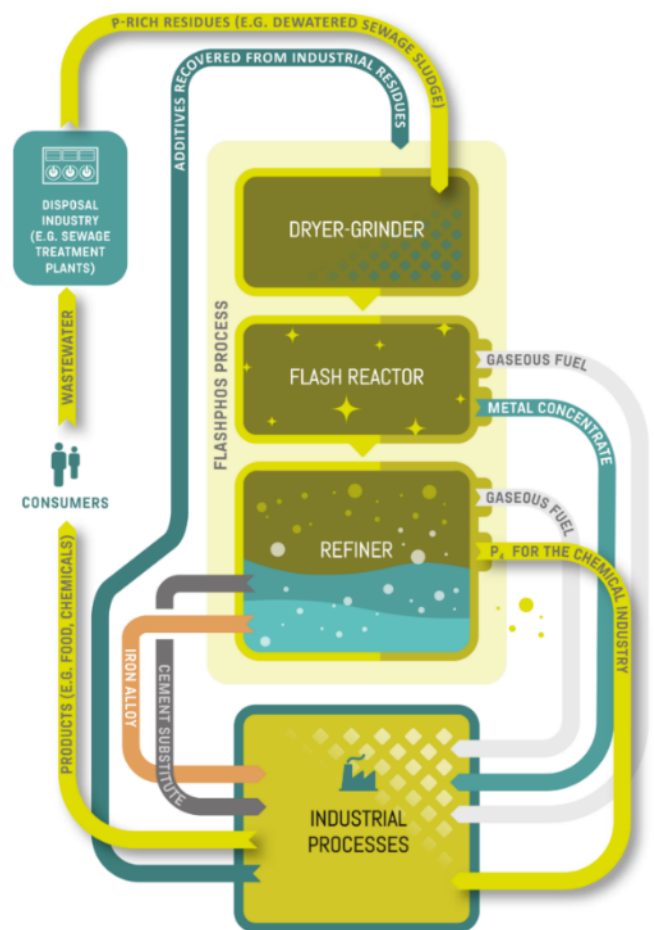 P-RICH RESIDUES (E.G. DEWATERED SEWAGE SLUDGE)
ADDITIVES RECOVERED FROM INDUSTRIAL RESIDUES
DISPOSAL
INDUSTRY
(E.G. SEWAGE
TREATMENT
PLANTS)
WASTEWATER
CONSUMERS
PRODUCTS (E.G. FOOD, CHEMICALS)
FLASHPHOS PROCESS
DRYER-GRINDER
FLASH REACTOR
GASEOUS FUEL
METAL CONCENTRATE
REFINER
GASEOUS FUEL
P₄ FOR THE CHEMICAL INDUSTRY
IRON ALLOY
CEMENT SUBSTITUTE
INDUSTRIAL
PROCESSES